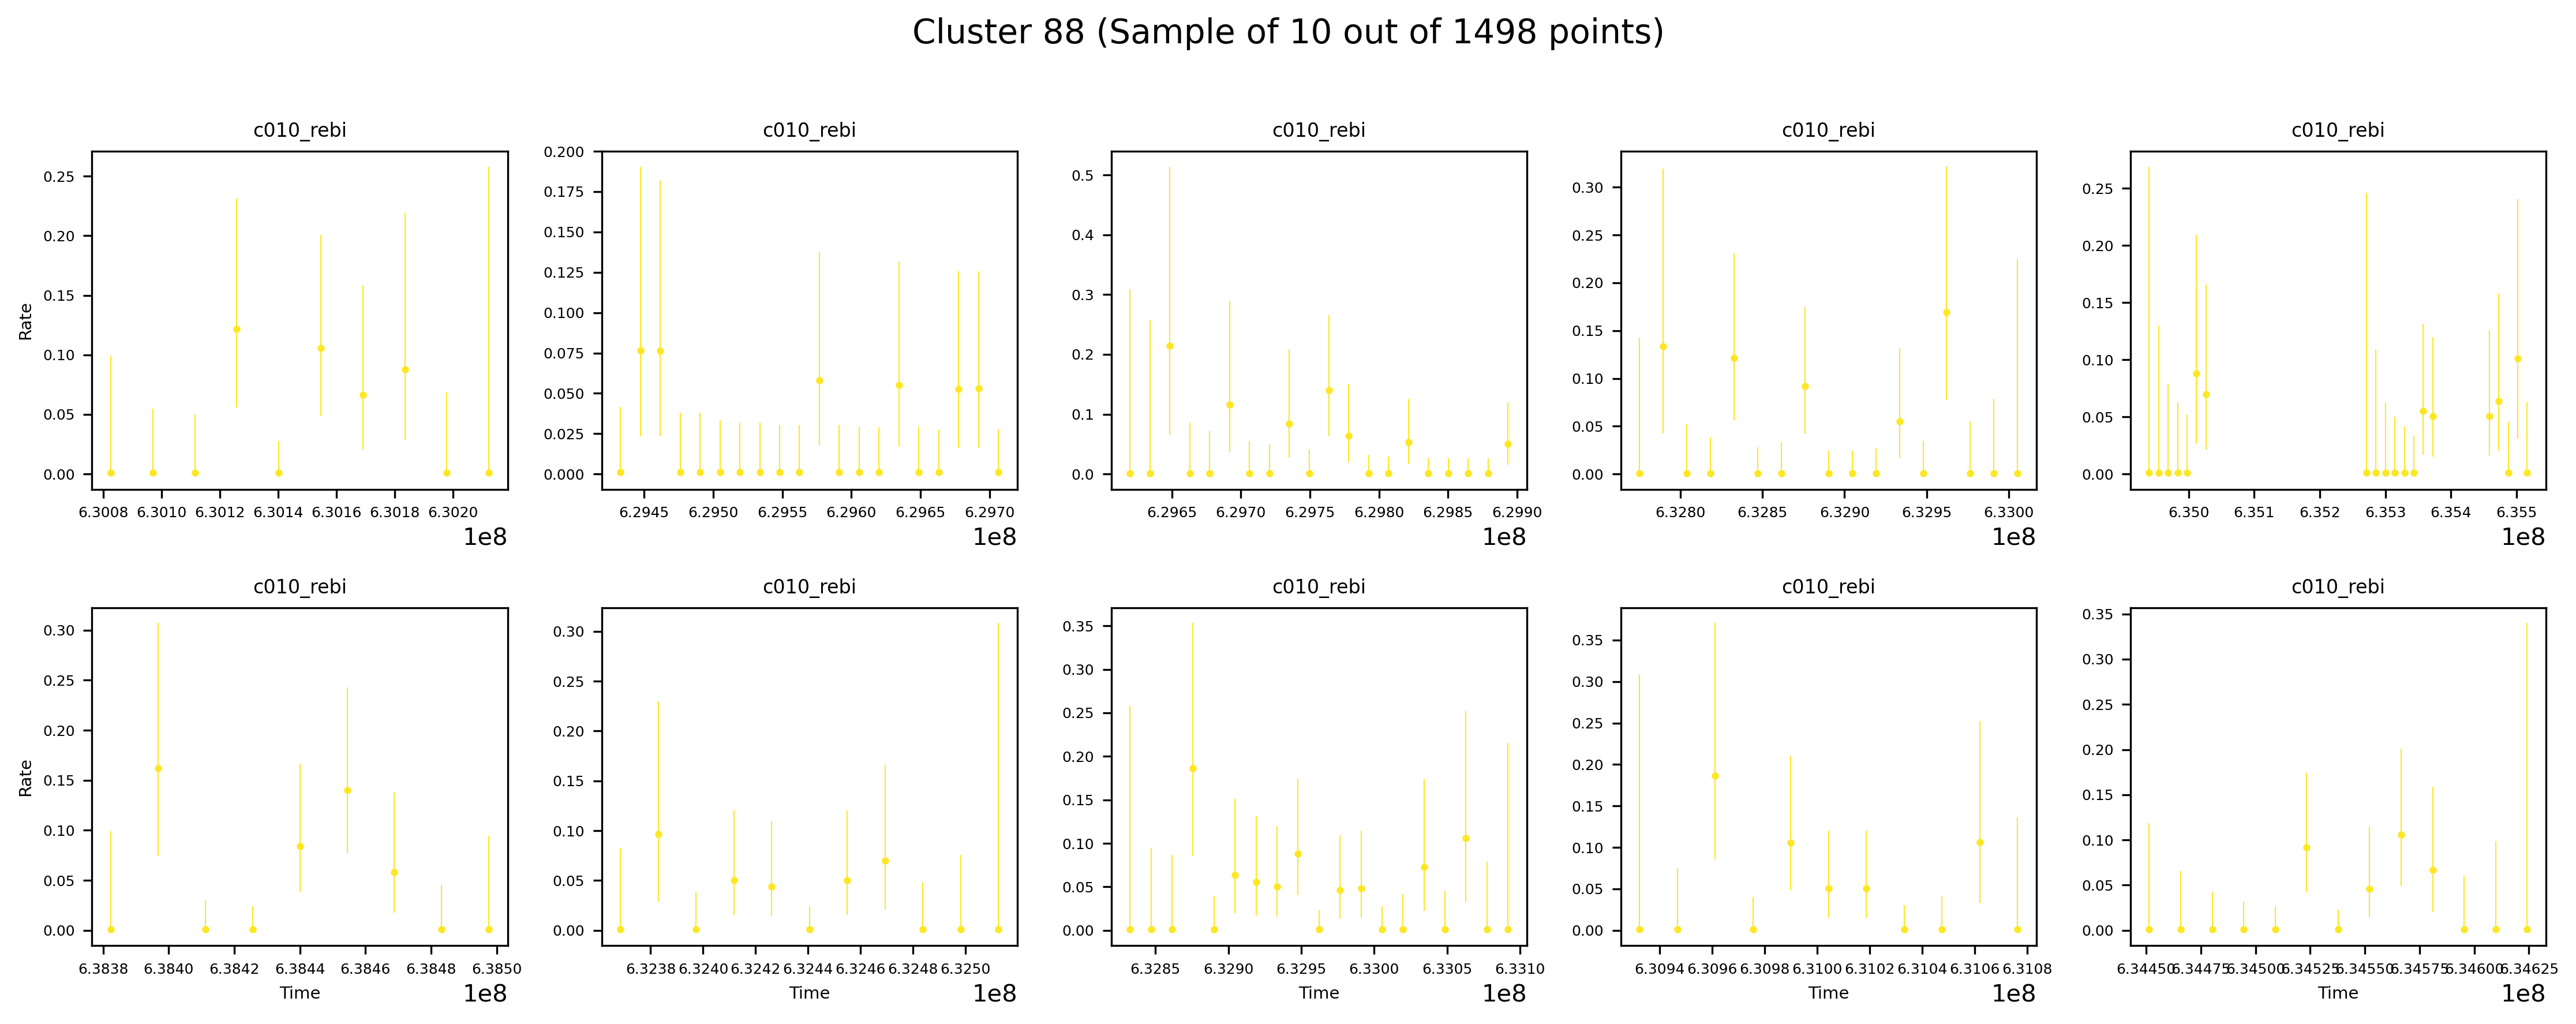 Cluster 88 (Sample of 10 out of 1498 points)
c010_rebi c010_rebi c010_rebi c010_rebi c010_rebi
Rate
0.25
0.20
0.15
0.10
0.05
0.00
6.3008 6.3010 6.3012 6.3014 6.3016 6.3018 6.3020
1e8
0.200
0.175
0.150
0.125
0.100
0.075
0.050
0.025
0.000
6.2945 6.2950 6.2955 6.2960 6.2965 6.2970
1e8
0.5
0.4
0.3
0.2
0.1
0.0
6.2965 6.2970 6.2975 6.2980 6.2985 6.2990
1e8
0.30
0.25
0.20
0.15
0.10
0.05
0.00
6.3280 6.3285 6.3290 6.3295 6.3300
1e8
0.25
0.20
0.15
0.10
0.05
0.00
6.350 6.351 6.352 6.353 6.354 6.355
1e8
c010_rebi c010_rebi c010_rebi c010_rebi c010_rebi
Rate
0.30
0.25
0.20
0.15
0.10
0.05
0.00
6.3838 6.3840 6.3842 6.3844 6.3846 6.3848 6.3850
Time
1e8
0.30
0.25
0.20
0.15
0.10
0.05
0.00
6.3238 6.3240 6.3242 6.3244 6.3246 6.3248 6.3250
Time
1e8
0.35
0.30
0.25
0.20
0.15
0.10
0.05
0.00
6.3285 6.3290 6.3295 6.3300 6.3305 6.3310
Time
1e8
0.35
0.30
0.25
0.20
0.15
0.10
0.05
0.00
6.3094 6.3096 6.3098 6.3100 6.3102 6.3104 6.3106 6.3108
Time
1e8
0.35
0.30
0.25
0.20
0.15
0.10
0.05
0.00
6.34450 6.34475 6.34500 6.34525 6.34550 6.34575 6.34600 6.34625
Time
1e8